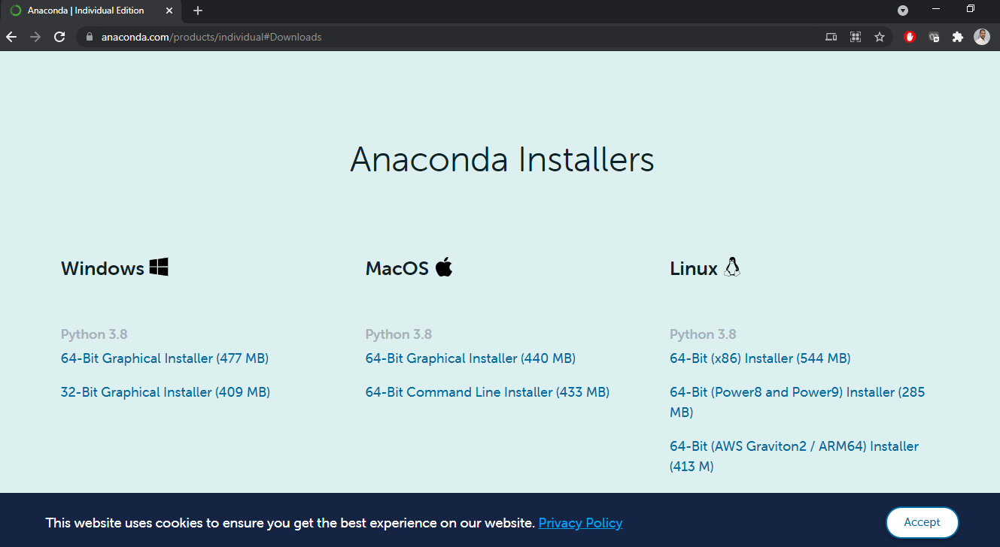 Anaconda | Individual Edition
anaconda.com/products/individual#Downloads
Anaconda Installers
Windows
MacOS
Linux
Python 3.8
64-Bit Graphical Installer (477 MB)
32-Bit Graphical Installer (409 MB)
Python 3.8
64-Bit Graphical Installer (440 MB)
64-Bit Command Line Installer (433 MB)
Python 3.8
64-Bit (x86) Installer (544 MB)
64-Bit (Power8 and Power9) Installer (285
MB)
64-Bit (AWS Graviton2 / ARM64) Installer
(413 M)
This website uses cookies to ensure you get the best experience on our website. Privacy Policy
Accept